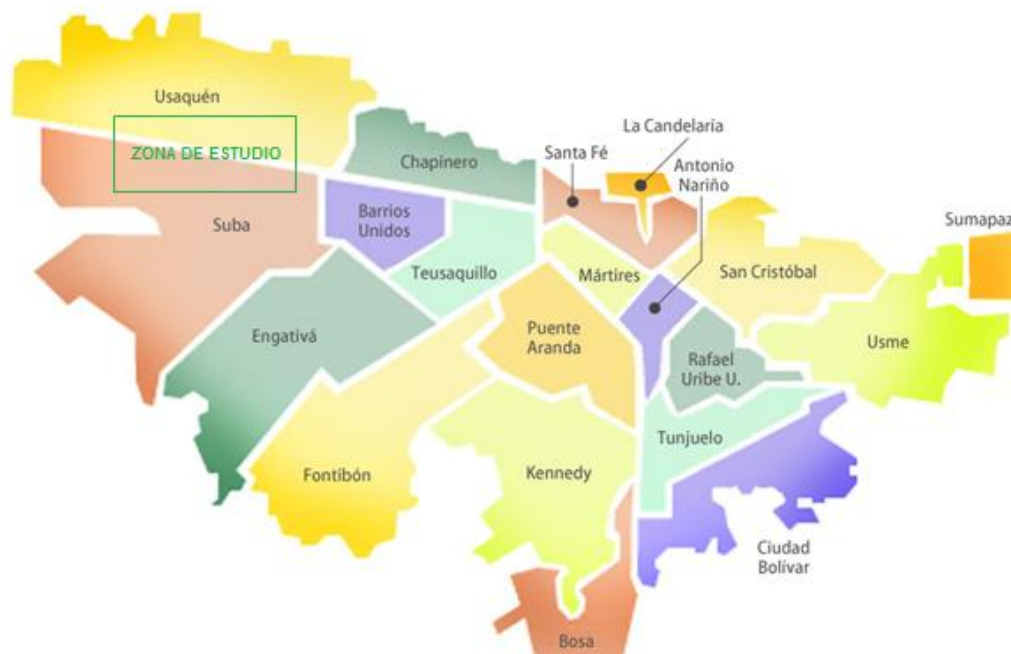 Usaquén
ZONA DE ESTUDIO
Suba
Chapinero
Barrios
Unidos
Teusaquillo
Engativá
Santa Fé
La Candelaría
Antonio
Nariño
Mártires
San Cristóbal
Sumapaz
Usme
Puente
Aranda
Rafael
Uribe U.
Tunjuelo
Fontibón
Kennedy
Ciudad
Bolívar
Bosa